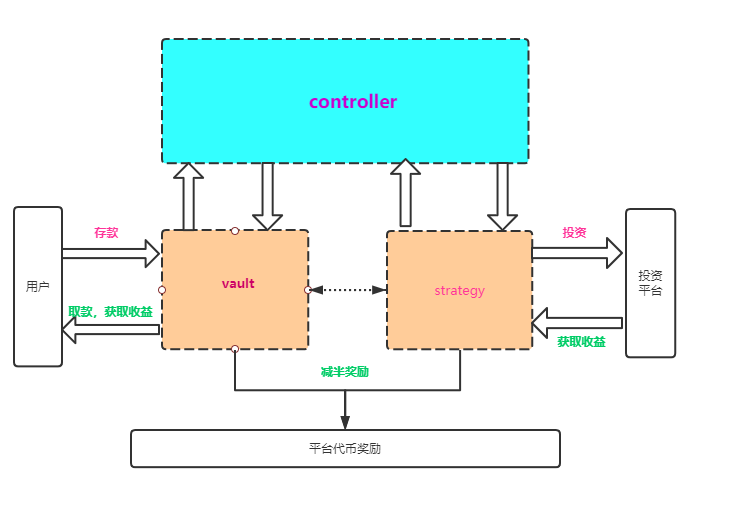 controller
存款
投资
用户
vault
strategy
投资
平台
取款，获取收益
获取收益
减半奖励
平台代币奖励